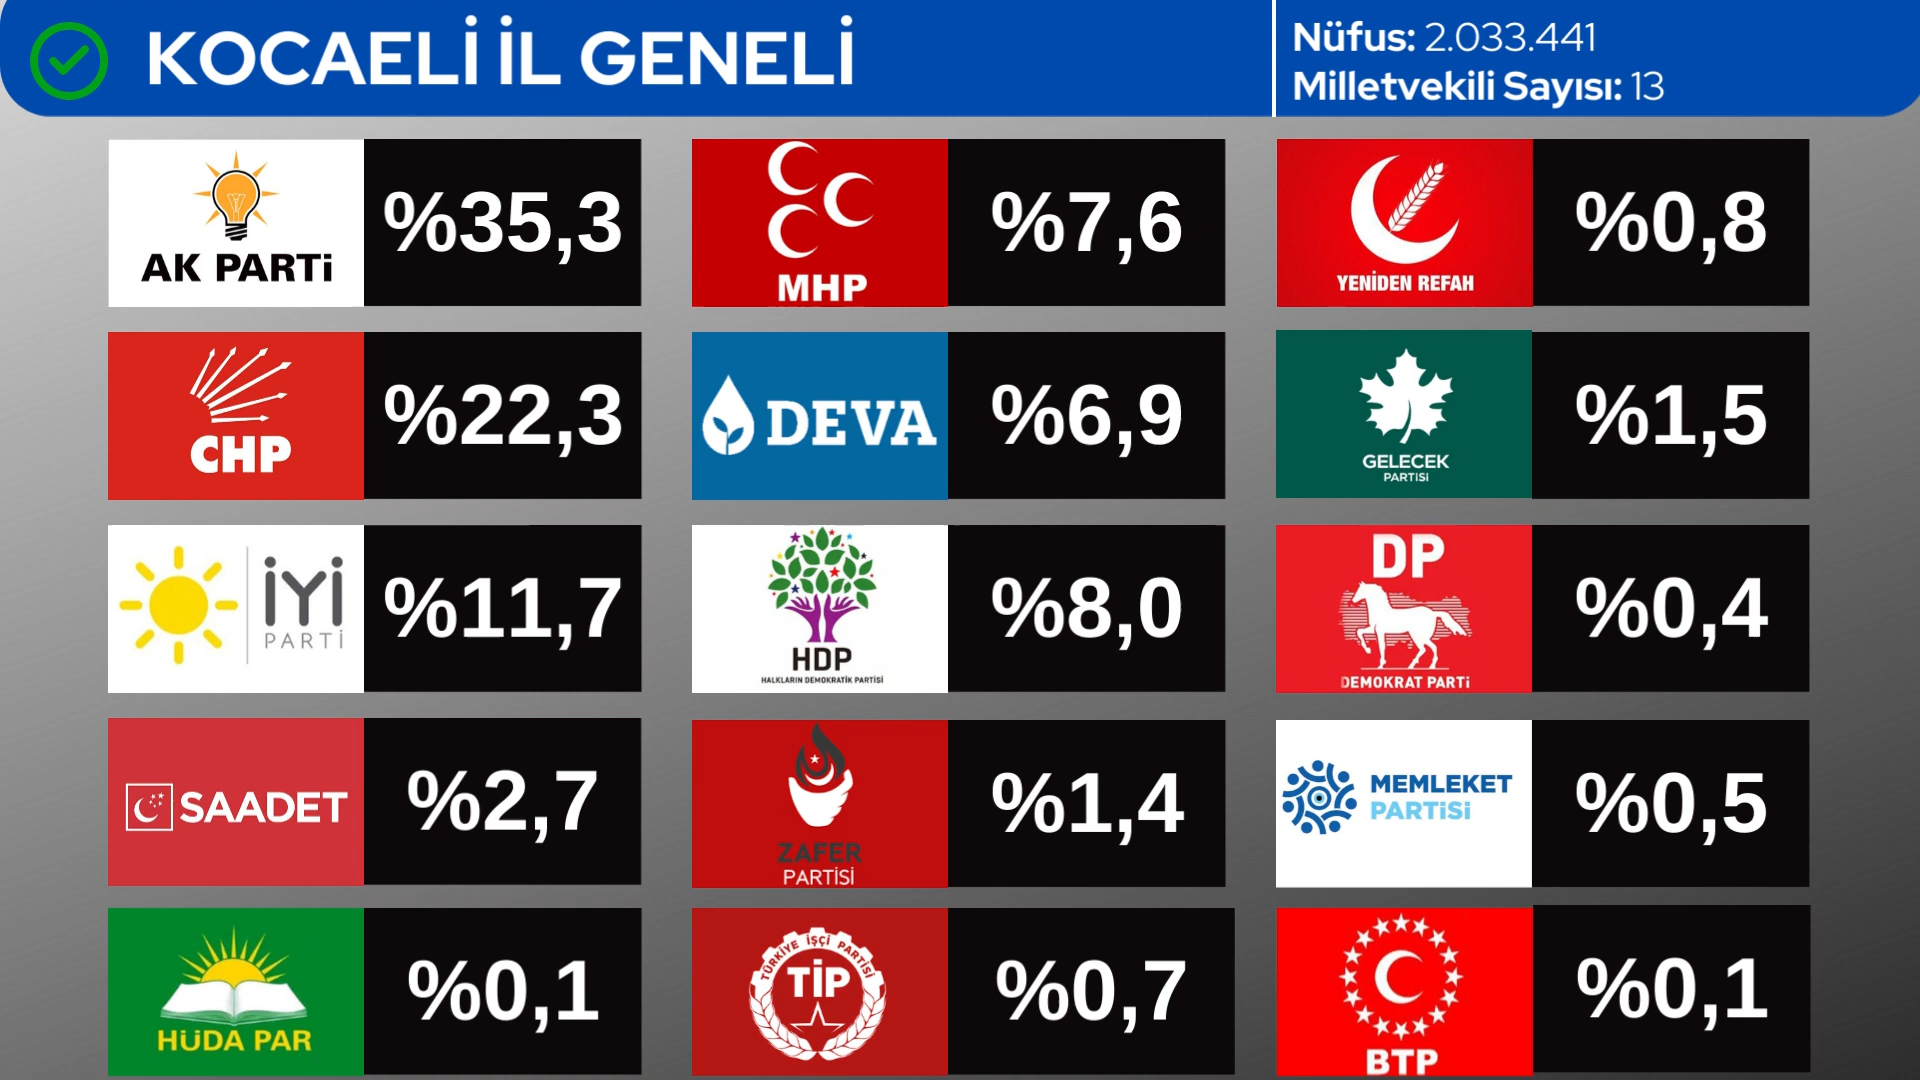 KOCAELİ İL GENELİ
Nüfus: 2.033.441
Milletvekili Sayısı: 13
AK PARTİ
%35,3
MHP
%7,6
YENİDEN REFAH
%0,8
CHP
%22,3
DEVA
%6,9
GELECEK
PARTİSİ
%1,5
İYİ
PARTİ
%11,7
HDP
HALKLARIN DEMOKRATİK PARTİSİ
%8,0
DP
DEMOKRAT PARTİ
%0,4
SAADET
%2,7
ZAFER
PARTİSİ
%1,4
MEMLEKET
PARTİSİ
%0,5
HÜDA PAR
%0,1
TÜRKİYE İŞÇİ PARTİSİ
TİP
%0,7
BTP
%0,1